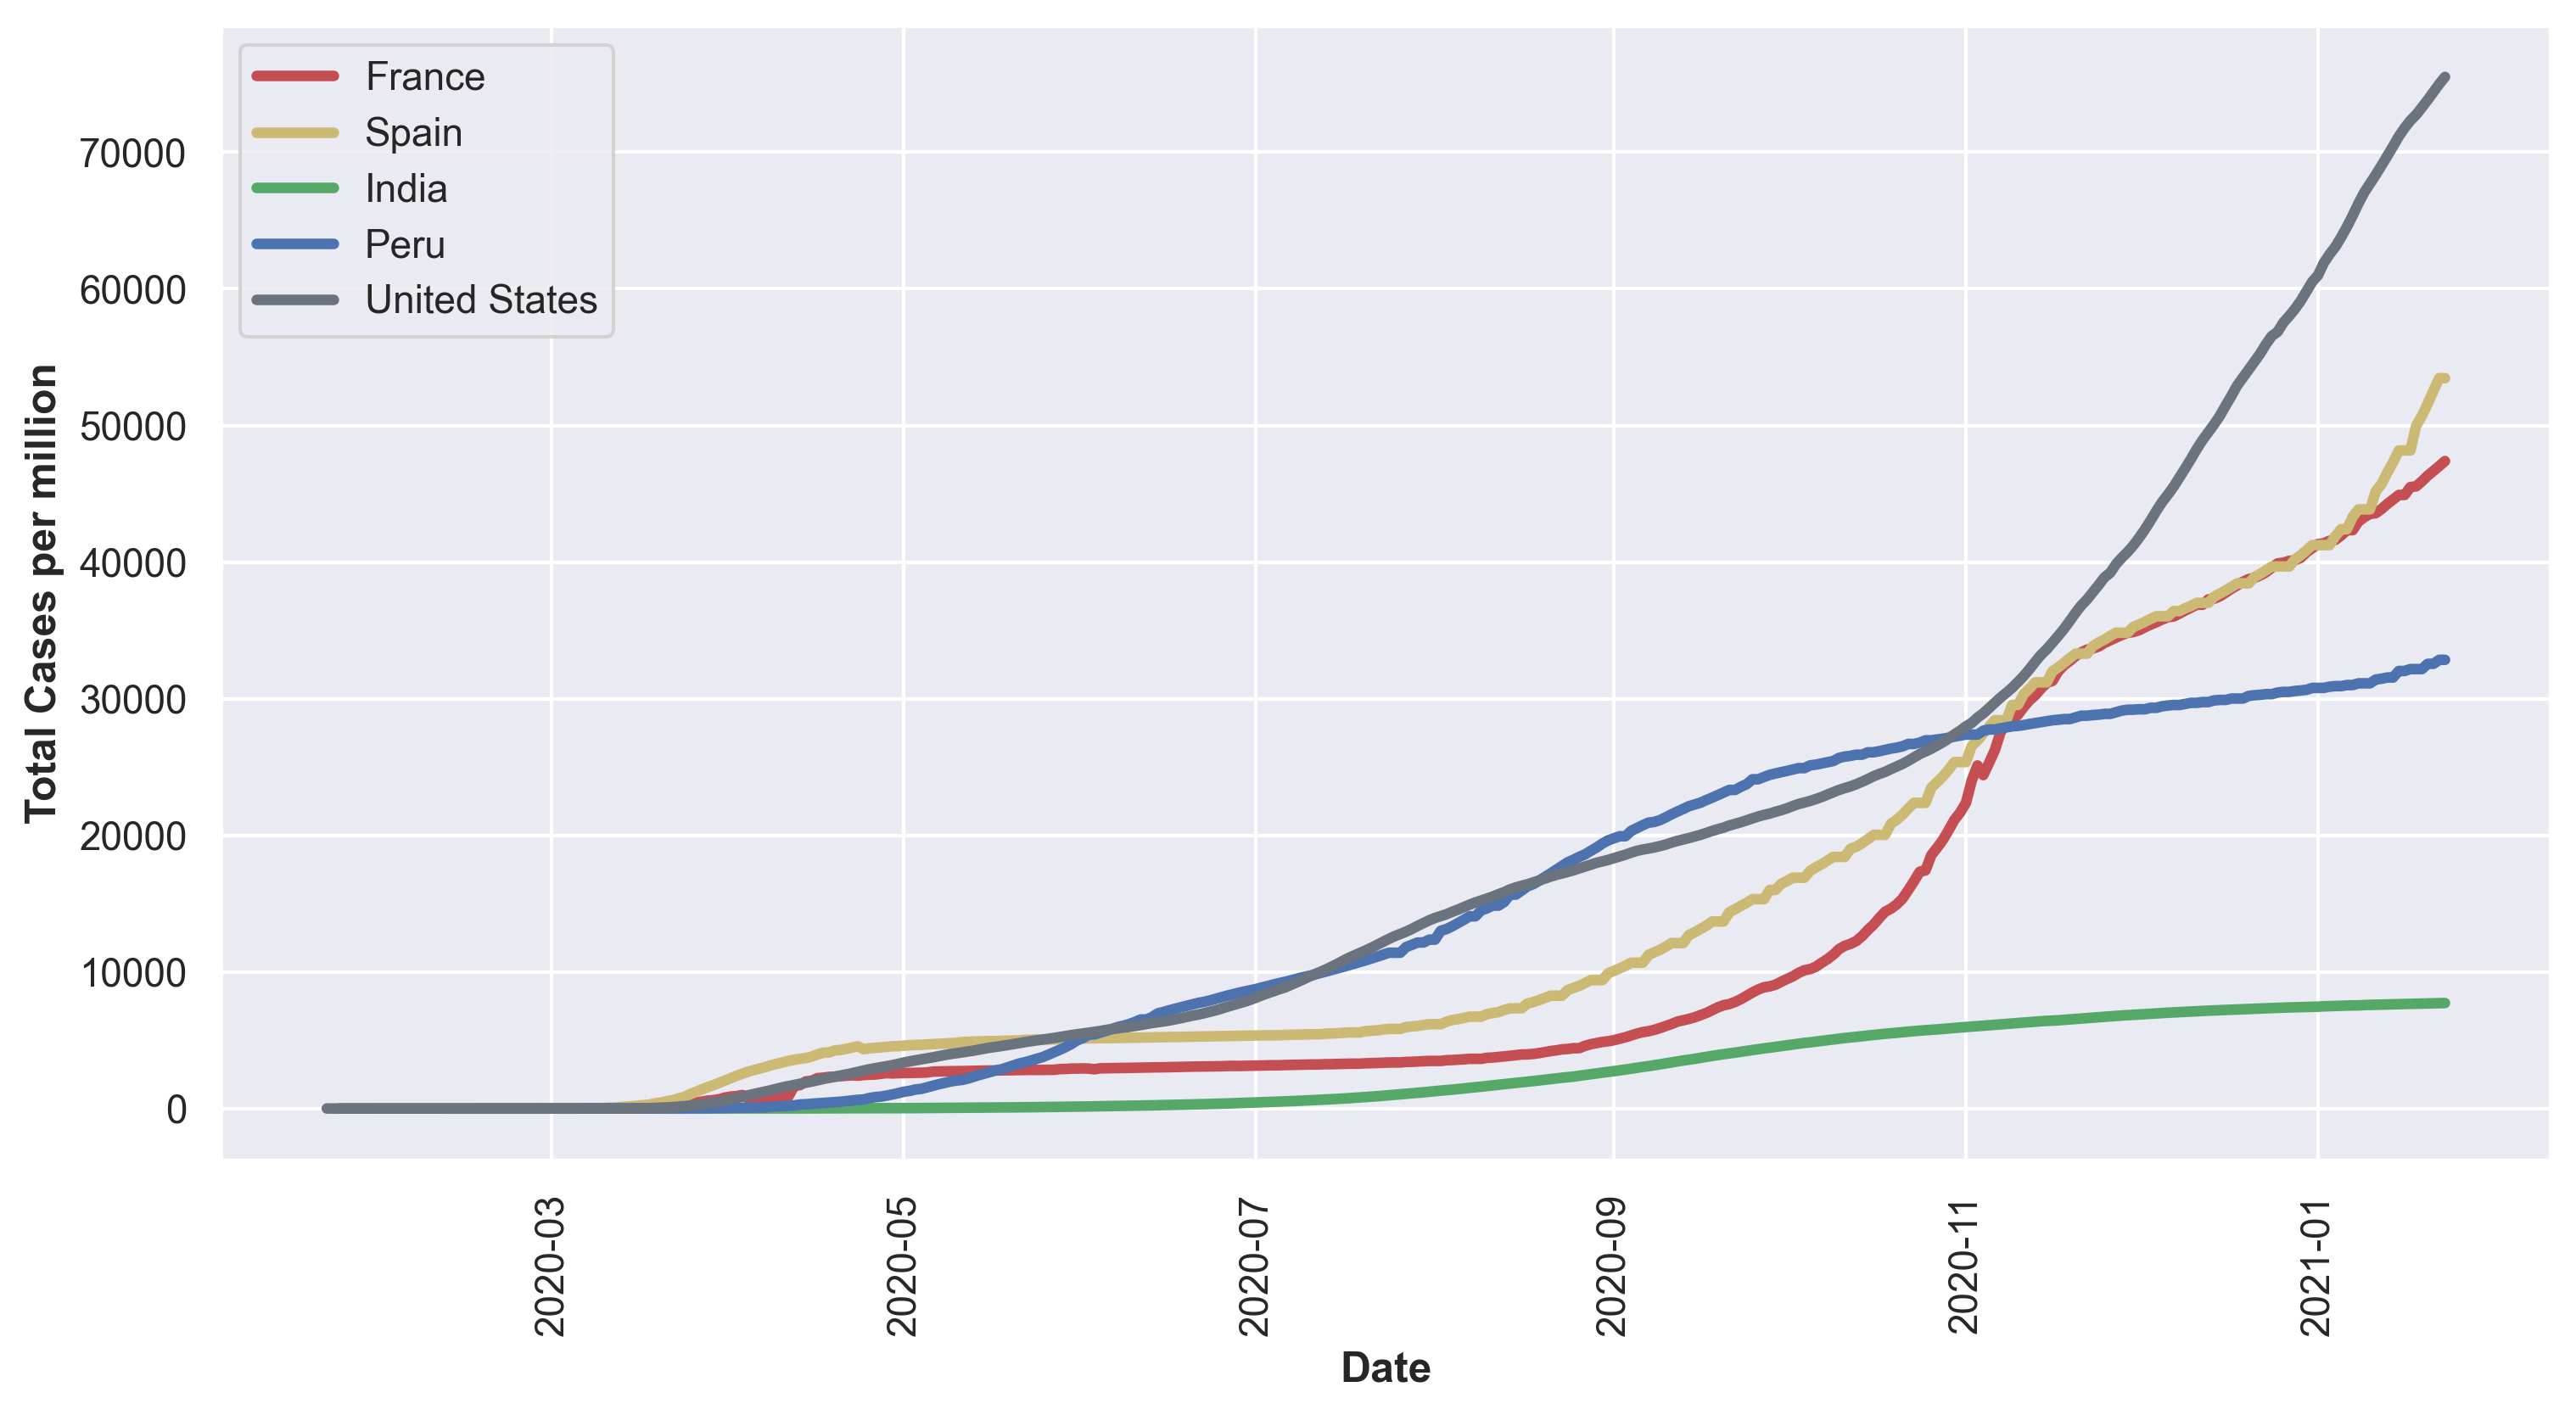 France
Spain
India
Peru
United States
Total Cases per million
70000
60000
50000
40000
30000
20000
10000
0
2020-03
2020-05
2020-07
2020-09
2020-11
2021-01
Date